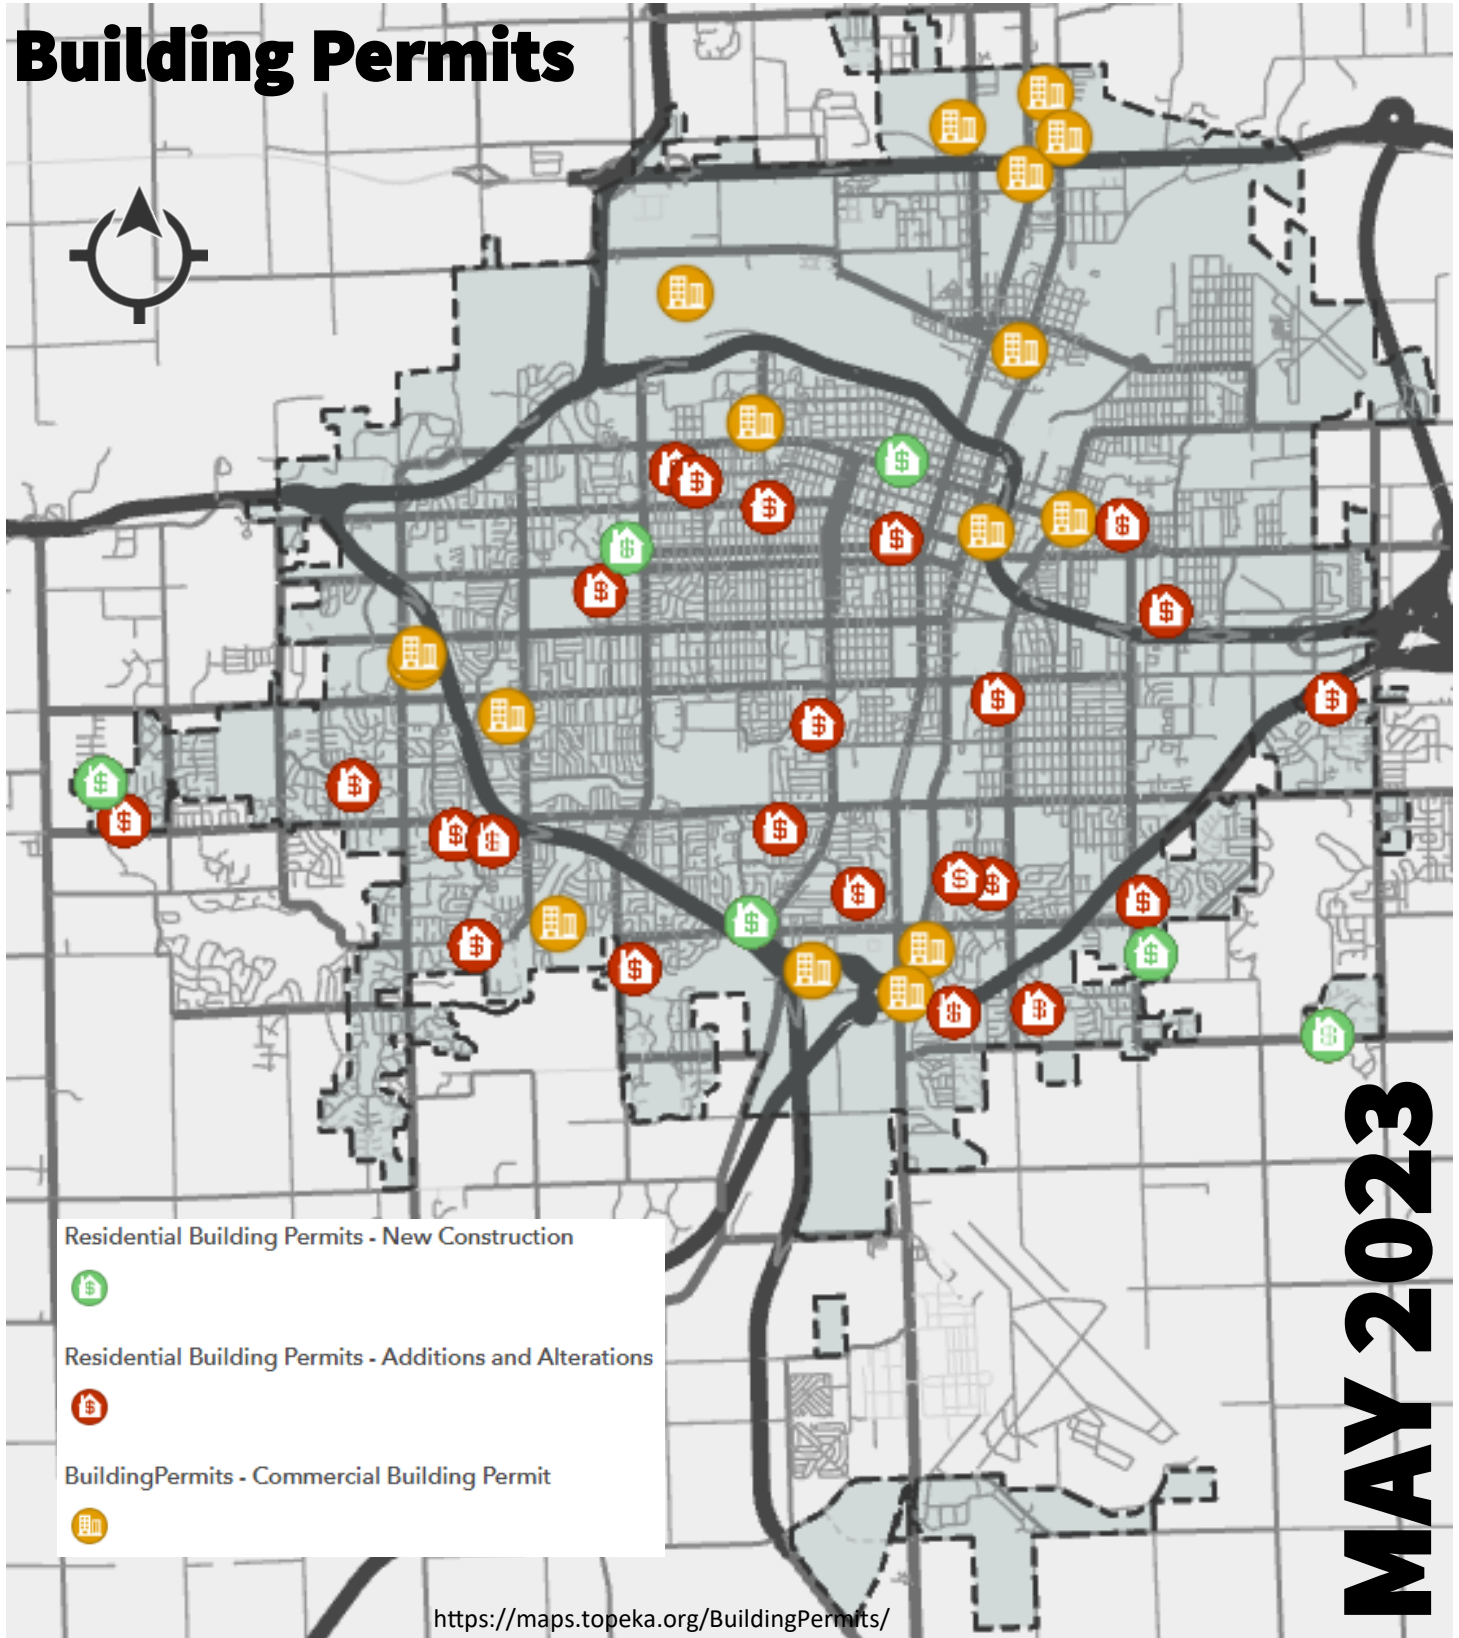 Building Permits
Residential Building Permits - New Construction
Residential Building Permits - Additions and Alterations
BuildingPermits - Commercial Building Permit
MAY 2023
https://maps.topeka.org/BuildingPermits/